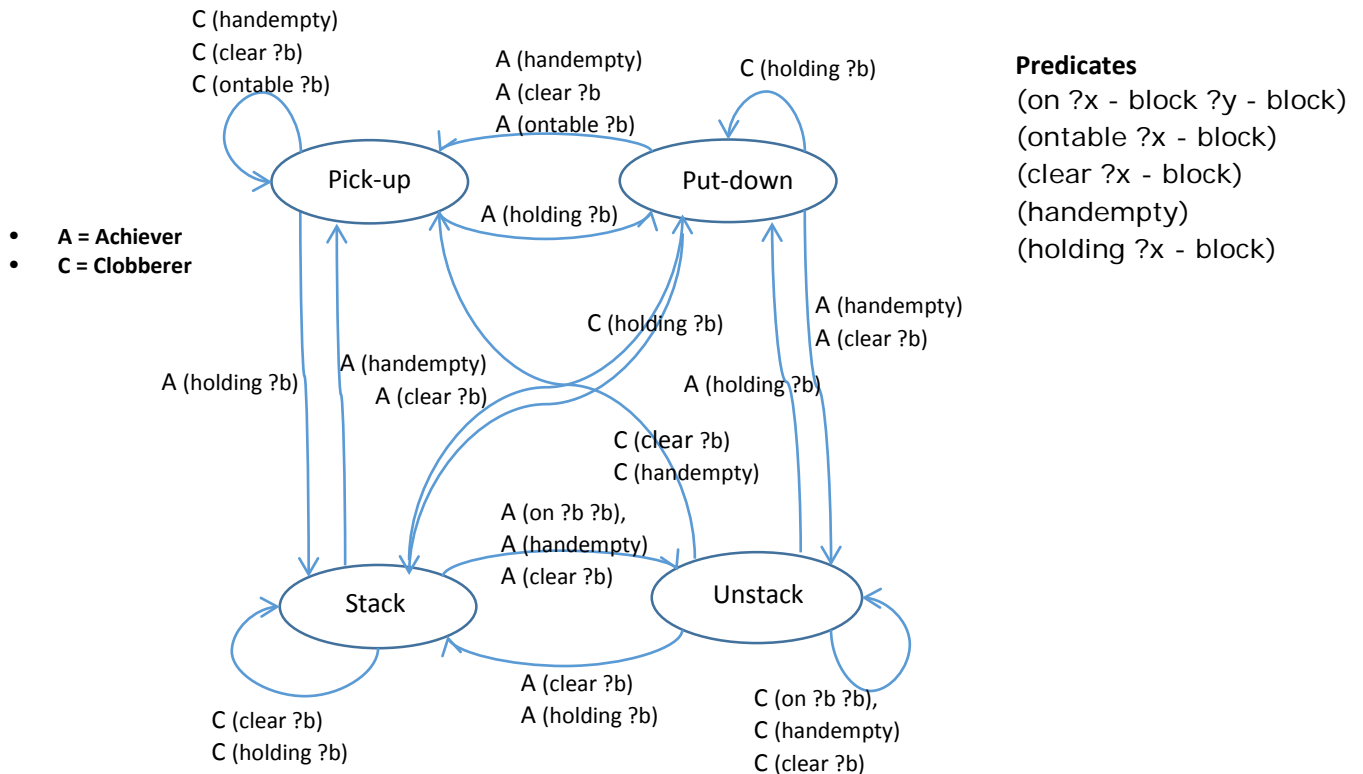 C (handempty)
C (clear ?b)
C (ontable ?b)
A (handempty)
A (clear ?b
A (ontable ?b)
C (holding ?b)
Predicates
(on ?x - block ?y - block)
(ontable ?x - block)
(clear ?x - block)
(handempty)
(holding ?x - block)
Pick-up
Put-down
A (holding ?b)
• A = Achiever
• C = Clobberer
C (holding ?b)
A (handempty)
A (clear ?b)
A (holding ?b)
A (handempty)
A (clear ?b)
A (holding ?b)
C (clear ?b)
C (handempty)
A (on ?b ?b),
A (handempty)
A (clear ?b)
Stack
Unstack
A (clear ?b)
A (holding ?b)
C (clear ?b)
C (holding ?b)
C (on ?b ?b),
C (handempty)
C (clear ?b)